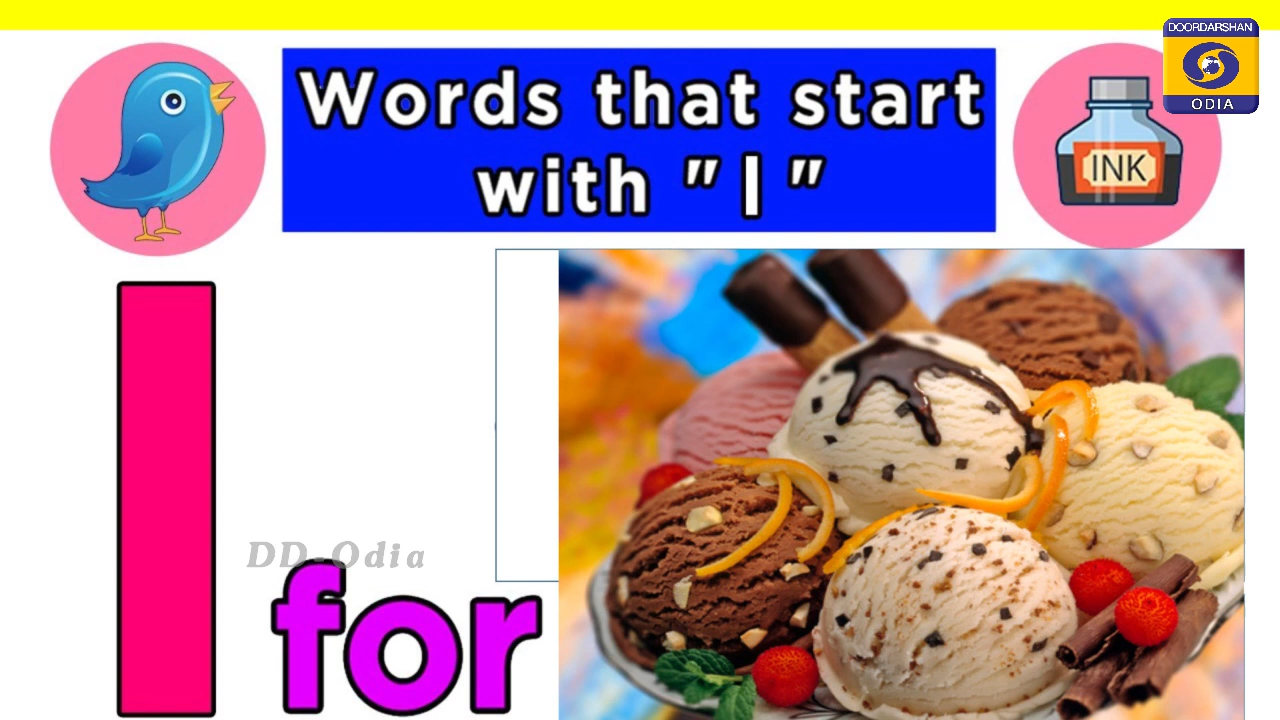 DOORDARSHAN
ODIA
Words that start
with "I"
INK
I for
DD-Odia